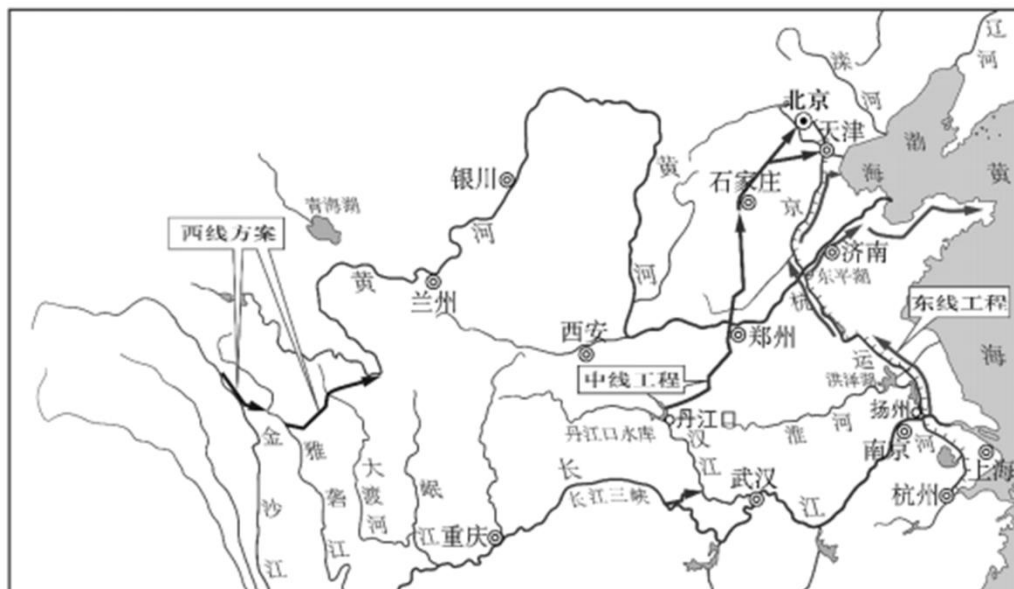 辽河
滦河
北京
天津
渤海
黄海
银川
黄河
石家庄
青海湖
西线方案
京杭运河
济南
东平湖
黄河
兰州
西安
郑州
东线工程
中线工程
洪泽湖
扬州
丹江口
丹江口水库
汉江
淮河
南京
上海
金沙江
雅砻江
大渡河
岷江
长江
长江三峡
武汉
杭州
重庆